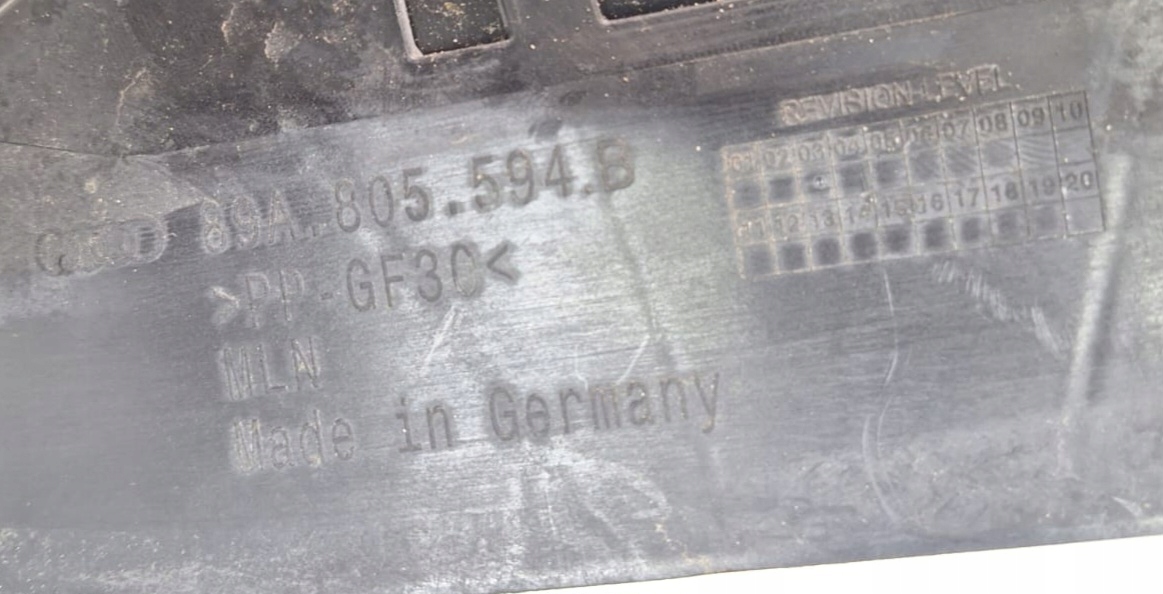 89A.805.594.B
>PP-GF30<
MLN
Made in Germany
REVISION LEVEL
01 02 03 04 05 06 07 08 09 10
11 12 13 14 15 16 17 18 19 20